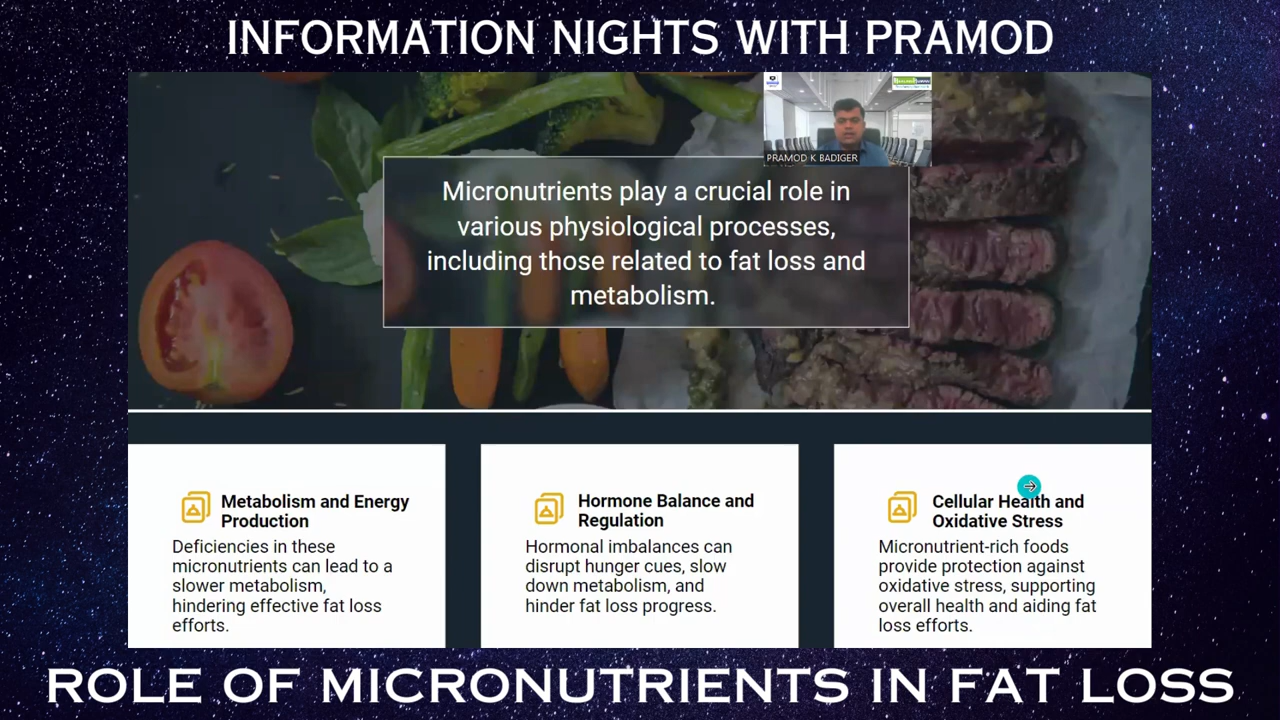 INFORMATION NIGHTS WITH PRAMOD
PRAMOD K BADIGER
Micronutrients play a crucial role in
various physiological processes,
including those related to fat loss and
metabolism.
Metabolism and Energy
Production
Deficiencies in these
micronutrients can lead to a
slower metabolism,
hindering effective fat loss
efforts.
Hormone Balance and
Regulation
Hormonal imbalances can
disrupt hunger cues, slow
down metabolism, and
hinder fat loss progress.
Cellular Health and
Oxidative Stress
Micronutrient-rich foods
provide protection against
oxidative stress, supporting
overall health and aiding fat
loss efforts.
ROLE OF MICRONUTRIENTS IN FAT LOSS